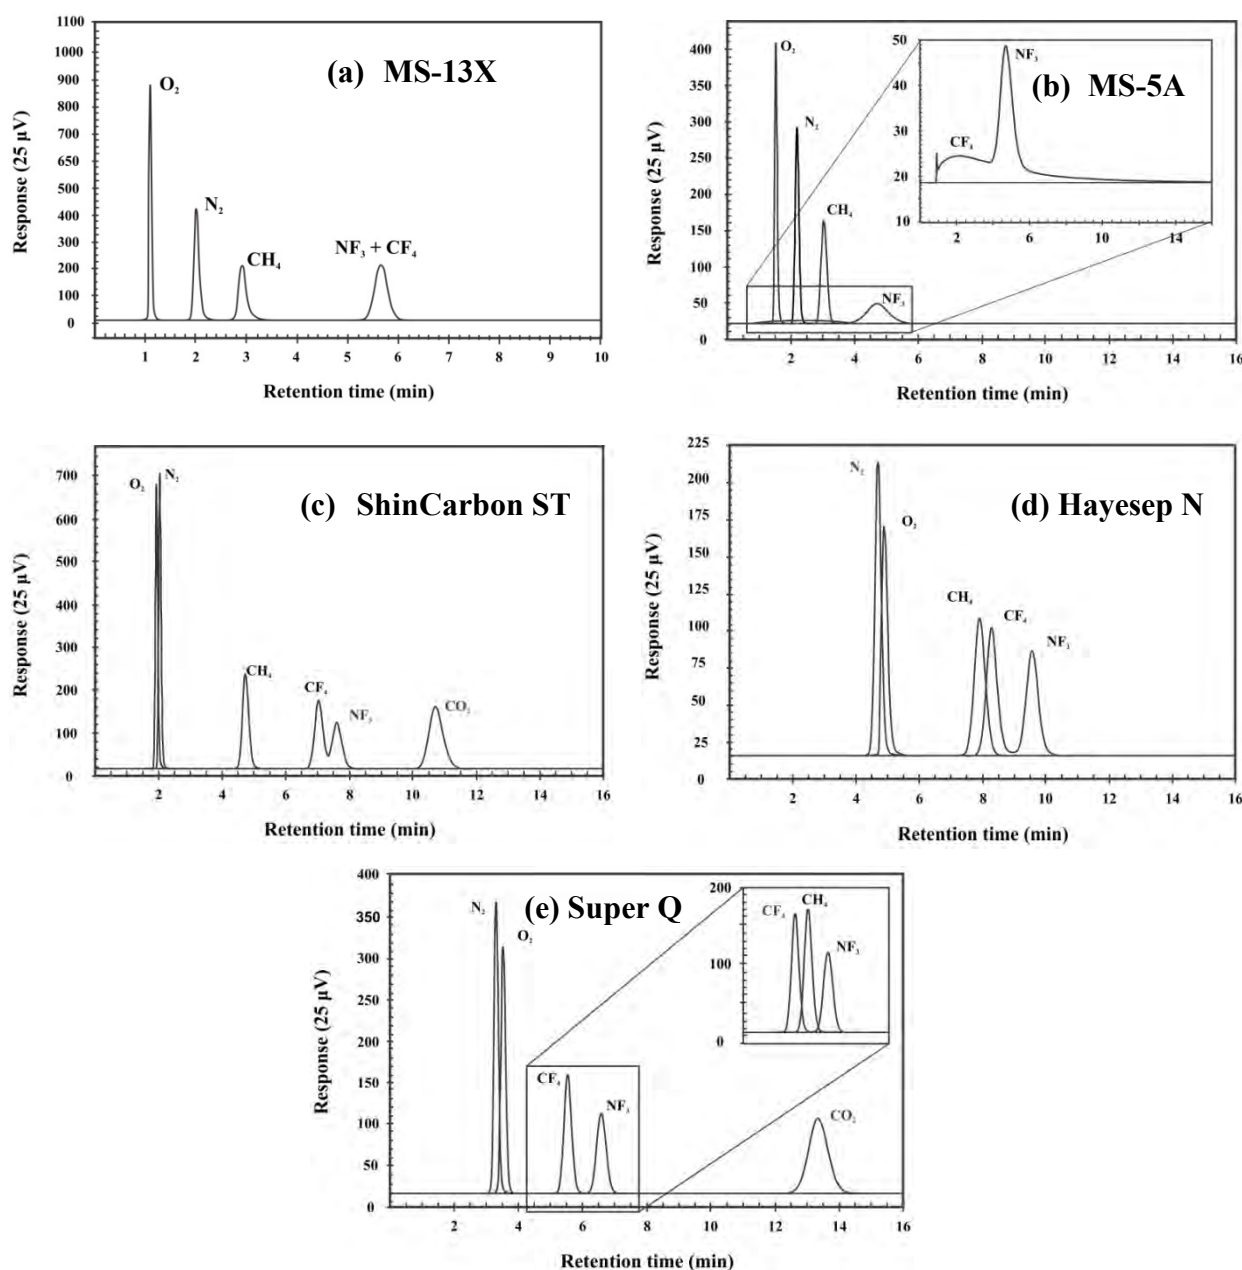 (a) MS-13X
Response (25 μV)
1100
1000
900
800
700
650
500
400
300
200
100
0
O₂
N₂
CH₄
NF₃ + CF₄
1 2 3 4 5 6 7 8 9 10
Retention time (min)
(b) MS-5A
Response (25 μV)
400
350
300
250
200
150
100
50
0
O₂
N₂
CH₄
NF₃
50
40
30
20
10
CF₄
NF₃
2 6 10 14
2 4 6 8 10 12 14 16
Retention time (min)
(c) ShinCarbon ST
Response (25 μV)
700
600
500
400
300
200
100
0
O₂
N₂
CH₄
CF₄
NF₃
CO₂
2 4 6 8 10 12 14 16
Retention time (min)
(d) Hayesep N
Response (25 μV)
225
200
175
150
125
100
75
50
25
0
N₂
O₂
CH₄
CF₄
NF₃
2 4 6 8 10 12 14 16
Retention time (min)
(e) Super Q
Response (25 μV)
400
350
300
250
200
150
100
50
0
N₂
O₂
CF₄
NF₃
CO₂
200
100
0
CF₄
CH₄
NF₃
2 4 6 8 10 12 14 16
Retention time (min)